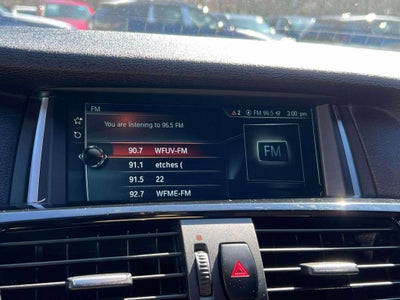 FM
2 FM 96.5 3:00 pm
You are listening to 96.5 FM
90.7 WFUV-FM
91.1 etches (
91.5 22
92.7 WFME-FM
FM